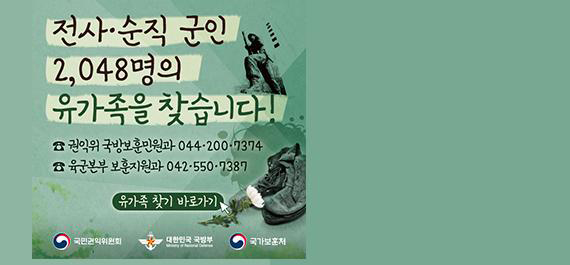 전사·순직 군인
2,048명의
유가족을 찾습니다!
☎ 권익위 국방보훈민원과 044·200·7374
☎ 육군본부 보훈지원과 042·550·7387
유가족 찾기 바로가기
국민권익위원회 대한민국 국방부 국가보훈처
Ministry of National Defense